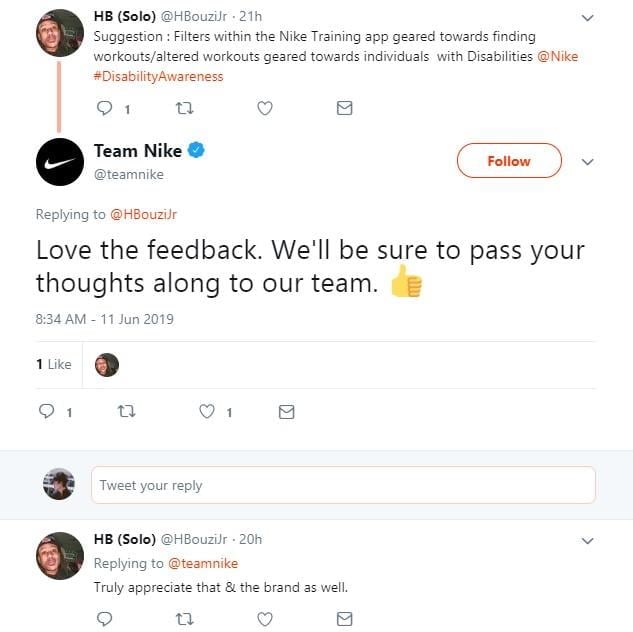 HB (Solo) @HBouziJr · 21h
Suggestion : Filters within the Nike Training app geared towards finding
workouts/altered workouts geared towards individuals with Disabilities @Nike
#DisabilityAwareness
1
Team Nike
@teamnike
Follow
Replying to @HBouziJr
Love the feedback. We'll be sure to pass your
thoughts along to our team. 👍
8:34 AM - 11 Jun 2019
1 Like
1 1
Tweet your reply
HB (Solo) @HBouziJr · 20h
Replying to @teamnike
Truly appreciate that & the brand as well.